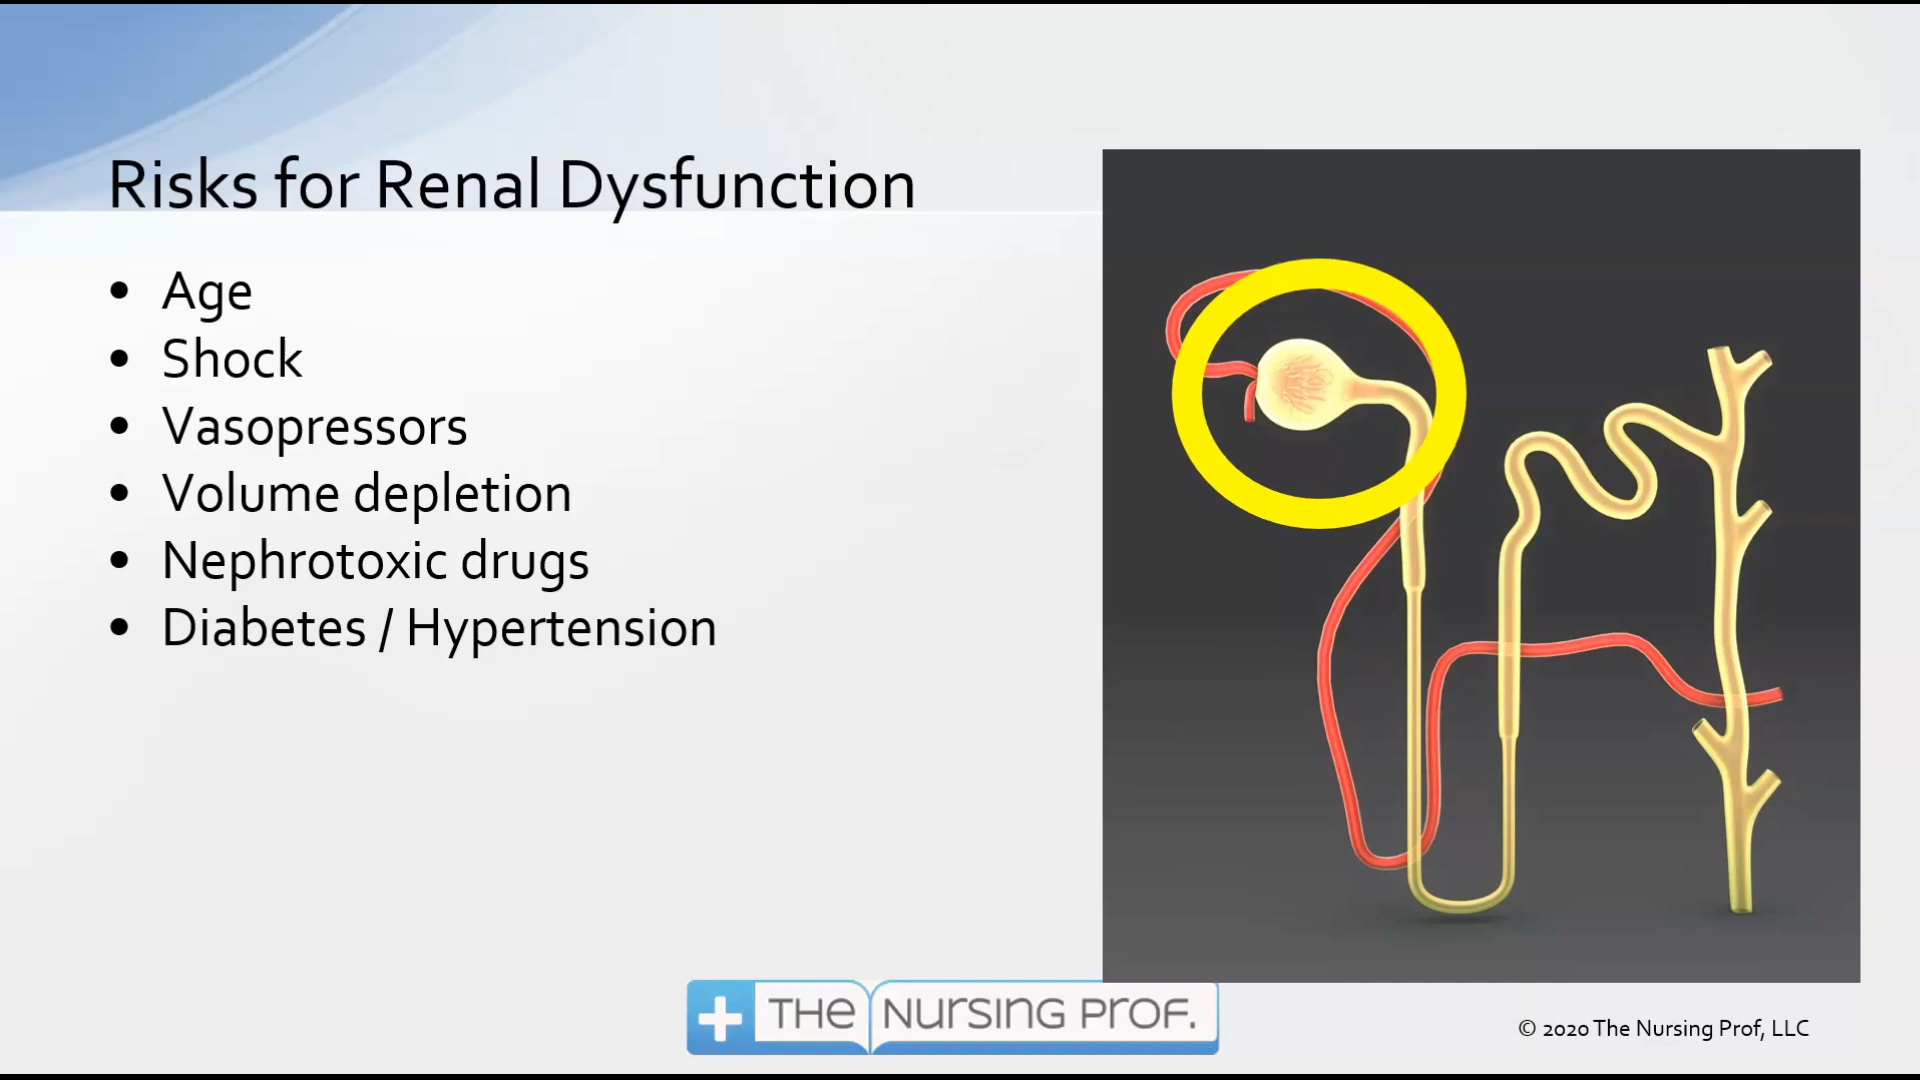 Risks for Renal Dysfunction
• Age
• Shock
• Vasopressors
• Volume depletion
• Nephrotoxic drugs
• Diabetes / Hypertension
THE NURSING PROF.
© 2020 The Nursing Prof, LLC